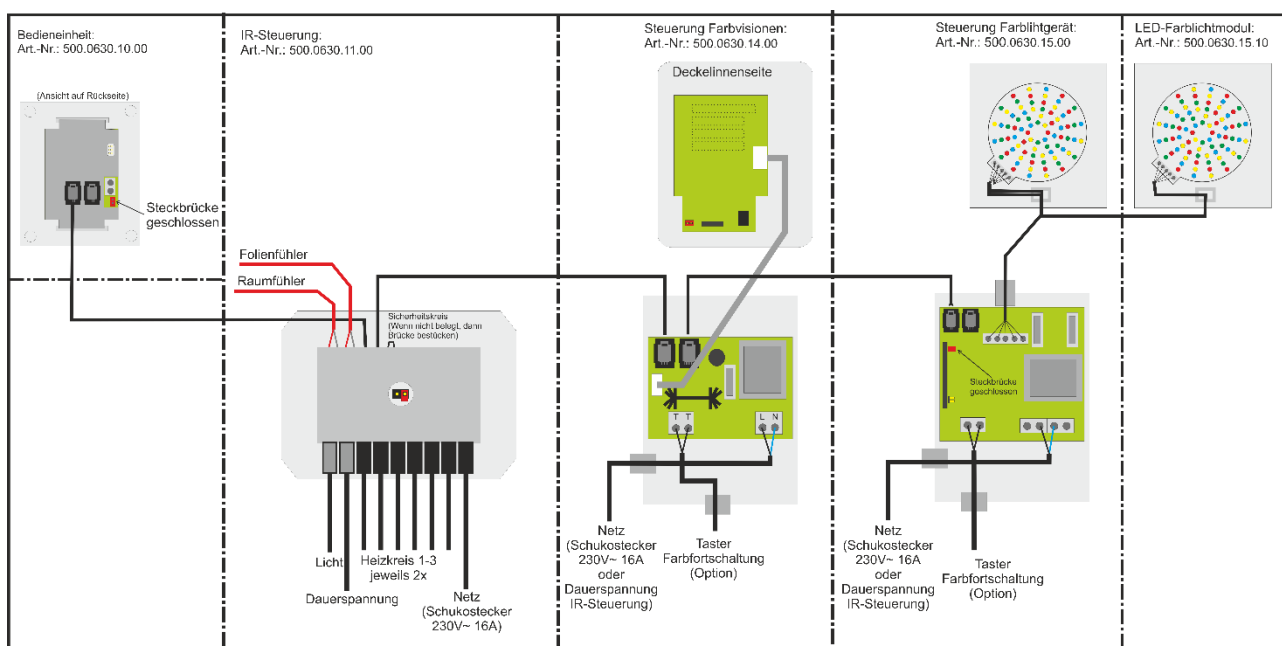 Bedieneinheit:
Art.-Nr.: 500.0630.10.00
(Ansicht auf Rückseite)
Steckbrücke
geschlossen
IR-Steuerung:
Art.-Nr.: 500.0630.11.00
Folienfühler
Raumfühler
Sicherheitskreis
(Wenn nicht belegt, dann
Brücke bestücken)
Licht
Dauerspannung
Heizkreis 1-3
jeweils 2x
Netz
(Schukostecker
230V~ 16A)
Steuerung Farbvisionen:
Art.-Nr.: 500.0630.14.00
Deckelinnenseite
T T
L N
Netz
(Schukostecker
230V~ 16A
oder
Dauerspannung
IR-Steuerung)
Taster
Farbfortschaltung
(Option)
Steuerung Farblihtgerät:
Art.-Nr.: 500.0630.15.00
Steckbrücke
geschlossen
Netz
(Schukostecker
230V~ 16A
oder
Dauerspannung
IR-Steuerung)
Taster
Farbfortschaltung
(Option)
LED-Farblichtmodul:
Art.-Nr.: 500.0630.15.10